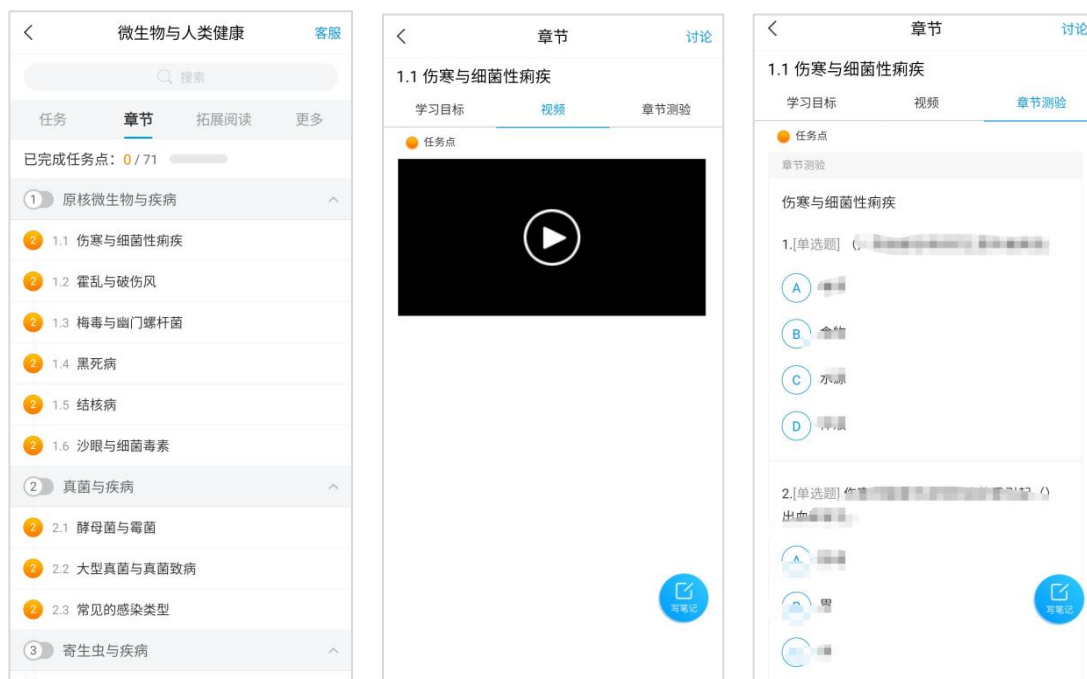 微生物与人类健康
客服
搜索
任务
章节
拓展阅读
更多
已完成任务点：0/71
1 原核微生物与疾病
2 1.1 伤寒与细菌性痢疾
2 1.2 霍乱与破伤风
2 1.3 梅毒与幽门螺杆菌
2 1.4 黑死病
2 1.5 结核病
2 1.6 沙眼与细菌毒素
2 真菌与疾病
2 2.1 酵母菌与霉菌
2 2.2 大型真菌与真菌致病
2 2.3 常见的感染类型
3 寄生虫与疾病
章节
讨论
1.1 伤寒与细菌性痢疾
学习目标
视频
章节测验
任务点
写笔记
章节
讨论
1.1 伤寒与细菌性痢疾
学习目标
视频
章节测验
任务点
章节测验
伤寒与细菌性痢疾
1.[单选题] (
A
B 食物
C 水源
D
2.[单选题] 伤寒 引起 ()
出血
A
胃
写笔记